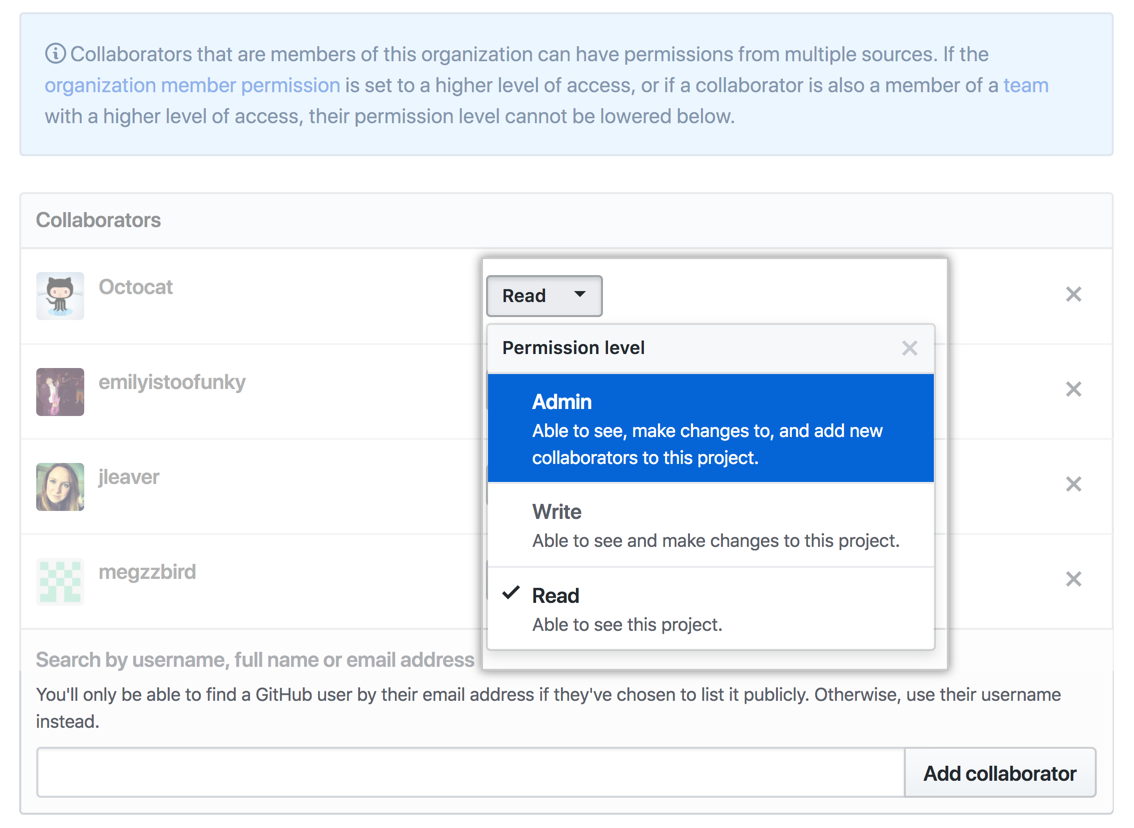 Collaborators that are members of this organization can have permissions from multiple sources. If the
organization member permission is set to a higher level of access, or if a collaborator is also a member of a team
with a higher level of access, their permission level cannot be lowered below.
Collaborators
Octocat
Read
Permission level
Admin
Able to see, make changes to, and add new
collaborators to this project.
Write
Able to see and make changes to this project.
Read
Able to see this project.
emilyistoofunky
jleaver
megzzbird
Search by username, full name or email address
You'll only be able to find a GitHub user by their email address if they've chosen to list it publicly. Otherwise, use their username
instead.
Add collaborator